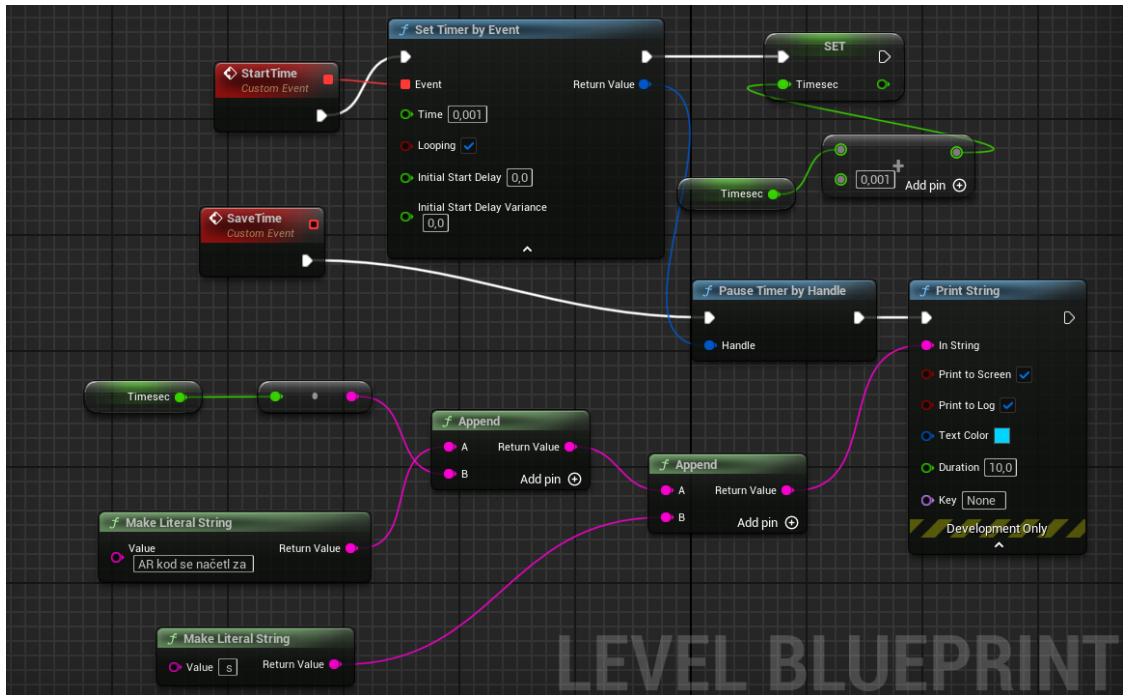 Set Timer by Event
Event
Return Value
Time 0,001
Looping
Initial Start Delay 0,0
Initial Start Delay Variance
0,0
StartTime
Custom Event
SET
Timesec
Timesec
0,001
+
Add pin
SaveTime
Custom Event
Pause Timer by Handle
Handle
Print String
In String
Print to Screen
Print to Log
Text Color
Duration 10,0
Key None
Development Only
Timesec
Append
A
Return Value
B
Add pin
Append
A
Return Value
B
Add pin
Make Literal String
Value
Return Value
AR kod se načetl za
Make Literal String
Value s
Return Value
LEVEL BLUEPRINT